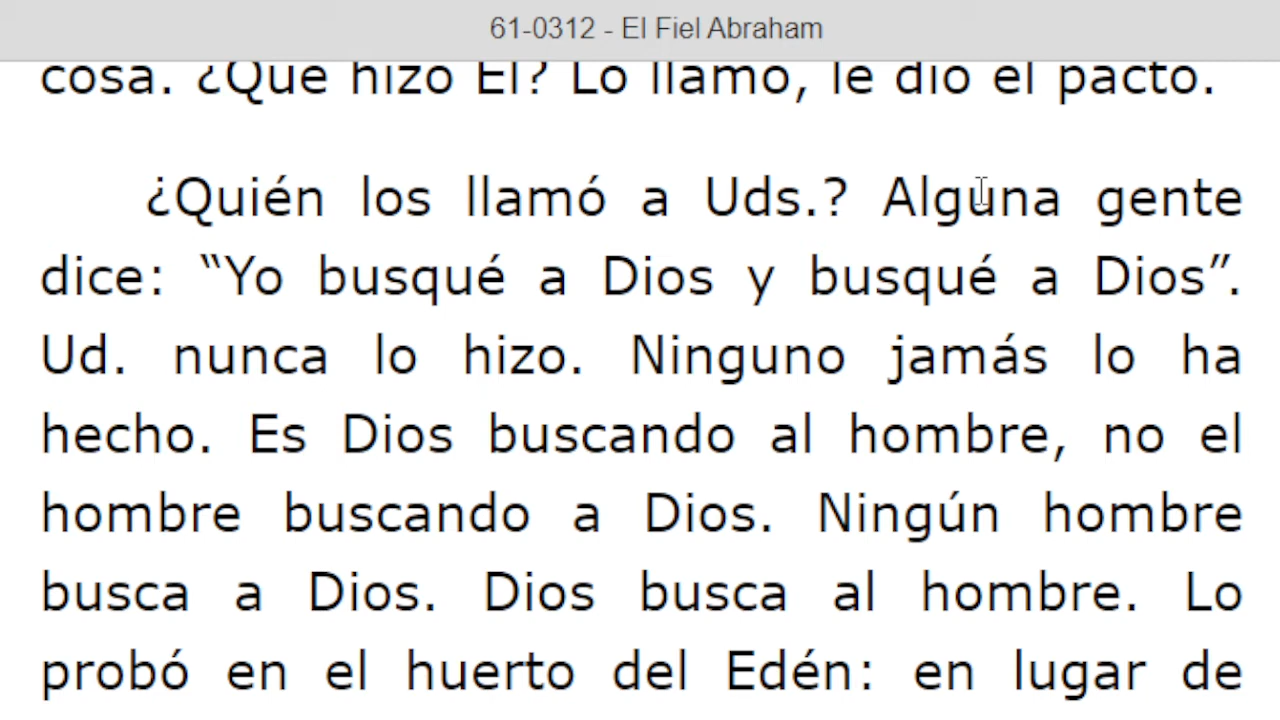 61-0312 - El Fiel Abraham
cosa. ¿Qué hizo Él? Lo llamó, le dio el pacto.
¿Quién los llamó a Uds.? Alguna gente
dice: “Yo busqué a Dios y busqué a Dios”.
Ud. nunca lo hizo. Ninguno jamás lo ha
hecho. Es Dios buscando al hombre, no el
hombre buscando a Dios. Ningún hombre
busca a Dios. Dios busca al hombre. Lo
probó en el huerto del Edén: en lugar de